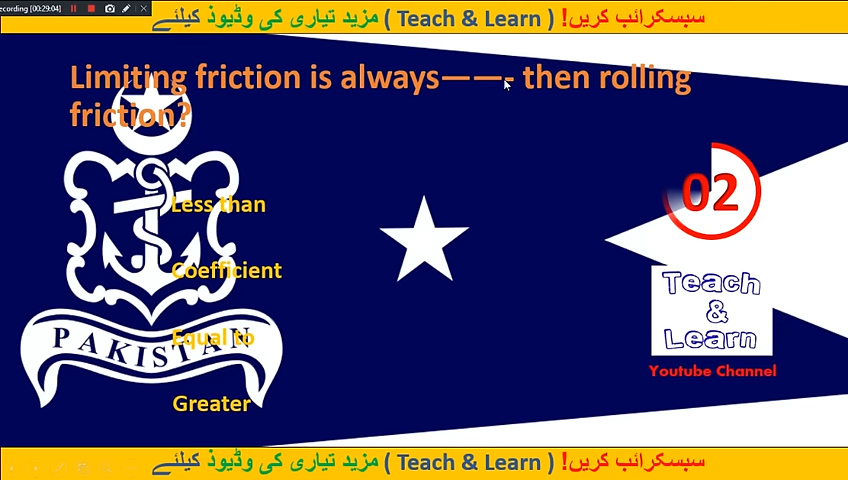 ecording [00:29:04]
سبسکرائب کریں! ( Teach & Learn ) مزید تیاری کی وڈیوذ کیلئے
Limiting friction is always——- then rolling
friction?
02
Less than
Coefficient
Equal to
Greater
PAKISTAN
Teach
&
Learn
Youtube Channel
سبسکرائب کریں! ( Teach & Learn ) مزید تیاری کی وڈیوذ کیلئے